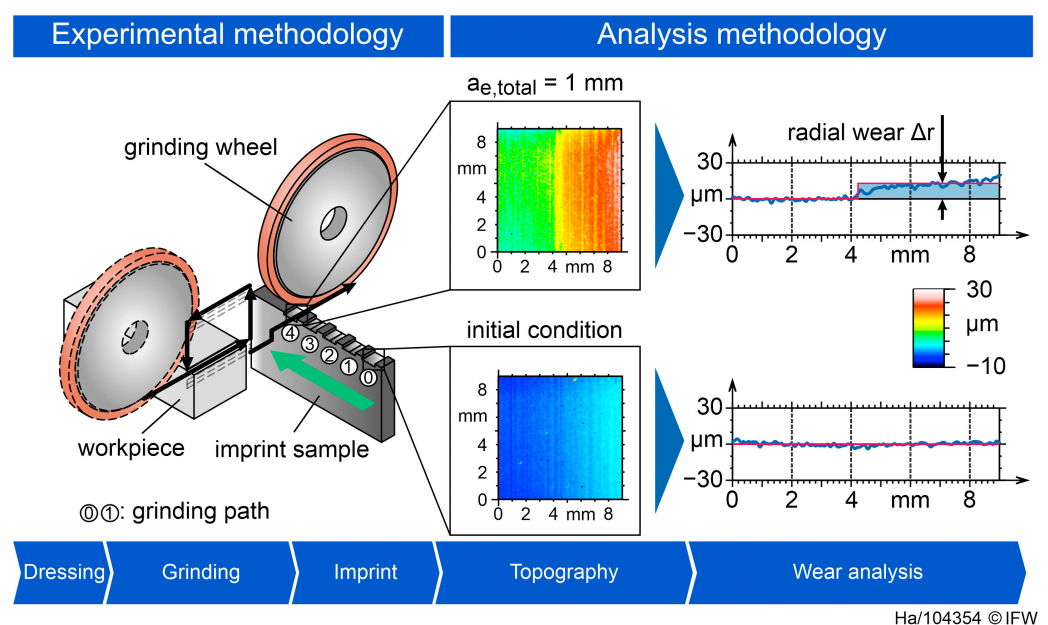 Experimental methodology
Analysis methodology
a_e,total = 1 mm
grinding wheel
8
mm
6
4
2
0
0 2 4 mm 8
radial wear Δr
30
μm
−30
0 2 4 mm 8
30
μm
−10
initial condition
4
3
2
1
0
8
mm
6
4
2
0
0 2 4 mm 8
30
μm
−30
0 2 4 mm 8
workpiece
imprint sample
⓪①: grinding path
Dressing
Grinding
Imprint
Topography
Wear analysis
Ha/104354 © IFW